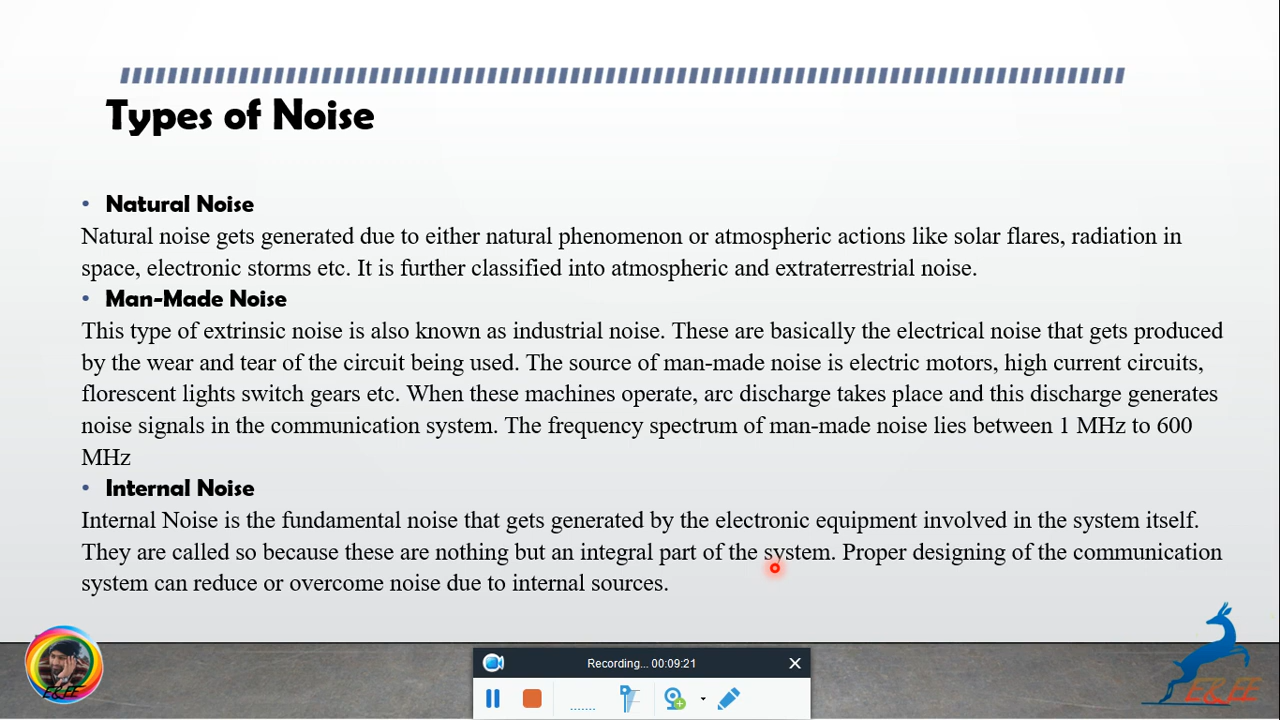 Types of Noise
• Natural Noise
Natural noise gets generated due to either natural phenomenon or atmospheric actions like solar flares, radiation in
space, electronic storms etc. It is further classified into atmospheric and extraterrestrial noise.
• Man-Made Noise
This type of extrinsic noise is also known as industrial noise. These are basically the electrical noise that gets produced
by the wear and tear of the circuit being used. The source of man-made noise is electric motors, high current circuits,
florescent lights switch gears etc. When these machines operate, arc discharge takes place and this discharge generates
noise signals in the communication system. The frequency spectrum of man-made noise lies between 1 MHz to 600
MHz
• Internal Noise
Internal Noise is the fundamental noise that gets generated by the electronic equipment involved in the system itself.
They are called so because these are nothing but an integral part of the system. Proper designing of the communication
system can reduce or overcome noise due to internal sources.
E&EE
Recording... 00:09:21
E&EE